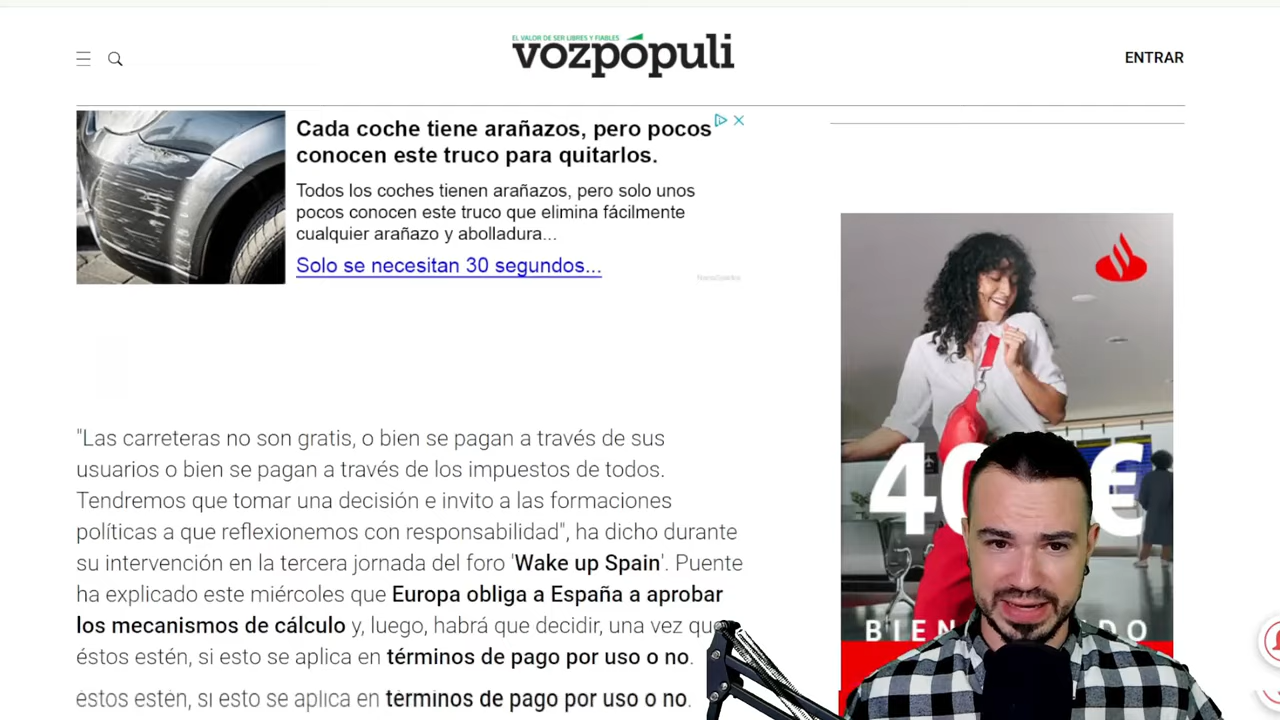 EL VALOR DE SER LIBRES Y FIABLES
vozpópuli
ENTRAR
Cada coche tiene arañazos, pero pocos
conocen este truco para quitarlos.
Todos los coches tienen arañazos, pero solo unos
pocos conocen este truco que elimina fácilmente
cualquier arañazo y abolladura...
Solo se necesitan 30 segundos...
"Las carreteras no son gratis, o bien se pagan a través de sus
usuarios o bien se pagan a través de los impuestos de todos.
Tendremos que tomar una decisión e invito a las formaciones
políticas a que reflexionemos con responsabilidad", ha dicho durante
su intervención en la tercera jornada del foro 'Wake up Spain'. Puente
ha explicado este miércoles que Europa obliga a España a aprobar
los mecanismos de cálculo y, luego, habrá que decidir, una vez que
éstos estén, si esto se aplica en términos de pago por uso o no.
éstos estén, si esto se aplica en términos de pago por uso o no.
€